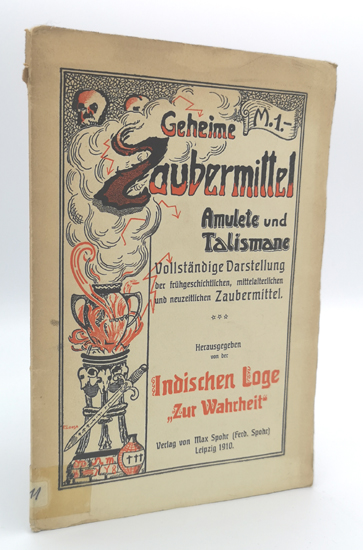 Geheime
M.1.-
Zaubermittel
Amulete und
Talismane
Vollständige Darstellung
der frühgeschichtlichen, mittelalterlichen
und neuzeitlichen Zaubermittel.
Herausgegeben
von der
Indischen Loge
„Zur Wahrheit"
Verlag von Max Spohr (Ferd. Spohr)
Leipzig 1910.